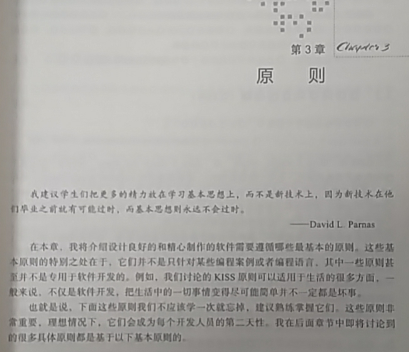 第3章
Chapter 3
原 则
我建议学生们把更多的精力放在学习基本思想上，而不是新技术上，因为新技术在他
们毕业之前就有可能过时，而基本思想则永远不会过时。
——David L. Parnas
在本章，我将介绍设计良好的和精心制作的软件需要遵循哪些最基本的原则。这些基
本原则的特别之处在于，它们并不是只针对某些编程案例或者编程语言，其中一些原则甚
至并不是专用于软件开发的。例如，我们讨论的 KISS 原则可以适用于生活的很多方面，一
般来说，不仅是软件开发，把生活中的一切事情变得尽可能简单并不一定都是坏事。
也就是说，下面这些原则我们不应该学一次就忘掉，建议熟练掌握它们。这些原则非
常重要，理想情况下，它们会成为每个开发人员的第二天性。我在后面章节中即将讨论到
的很多具体原则都是基于以下基本原则的。